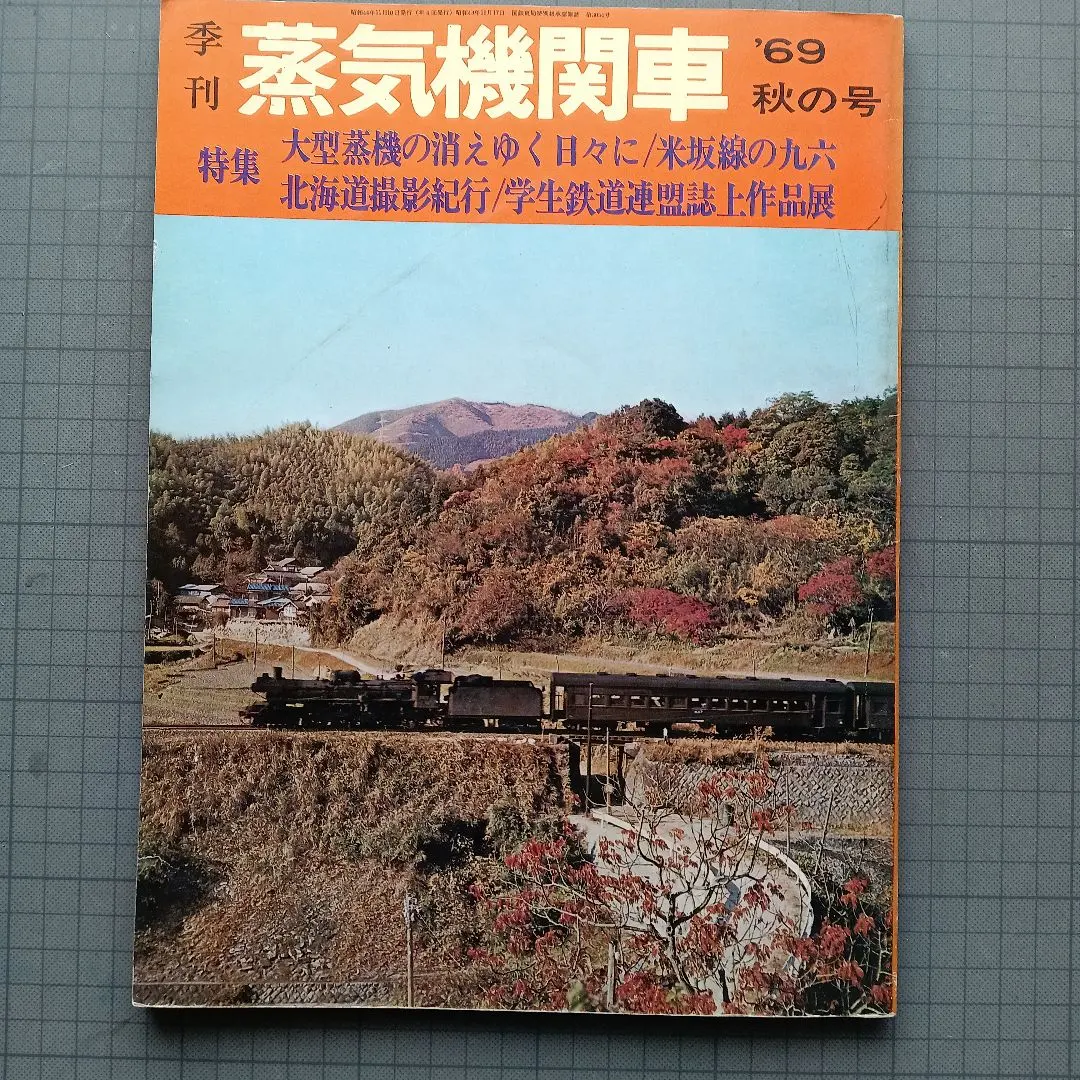 季刊 蒸気機関車 '69 秋の号
特集 大型蒸機の消えゆく日々に/米坂線の九六
北海道撮影紀行/学生鉄道連盟誌上作品展